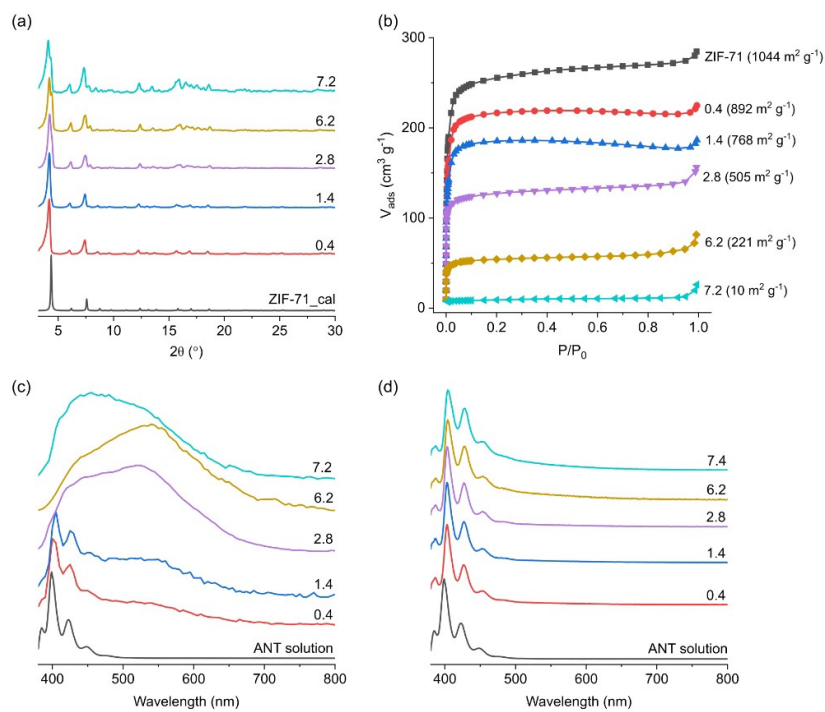 (a)
7.2
6.2
2.8
1.4
0.4
ZIF-71_cal
5 10 15 20 25 30
2θ (°)
(b)
300
200
100
0
V_ads (cm³ g⁻¹)
ZIF-71 (1044 m² g⁻¹)
0.4 (892 m² g⁻¹)
1.4 (768 m² g⁻¹)
2.8 (505 m² g⁻¹)
6.2 (221 m² g⁻¹)
7.2 (10 m² g⁻¹)
0.0 0.2 0.4 0.6 0.8 1.0
P/P₀
(c)
7.2
6.2
2.8
1.4
0.4
ANT solution
400 500 600 700 800
Wavelength (nm)
(d)
7.4
6.2
2.8
1.4
0.4
ANT solution
400 500 600 700 800
Wavelength (nm)